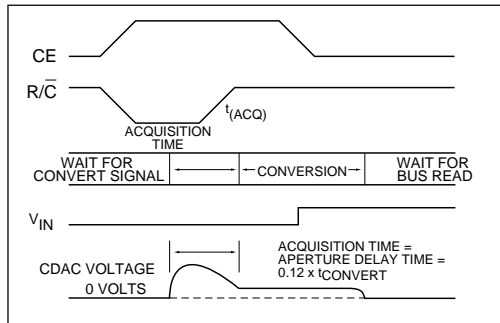 CE
R/C̅
t(ACQ)
ACQUISITION
TIME
WAIT FOR
CONVERT SIGNAL
CONVERSION
WAIT FOR
BUS READ
VIN
ACQUISITION TIME =
APERTURE DELAY TIME =
0.12 x tCONVERT
CDAC VOLTAGE
0 VOLTS